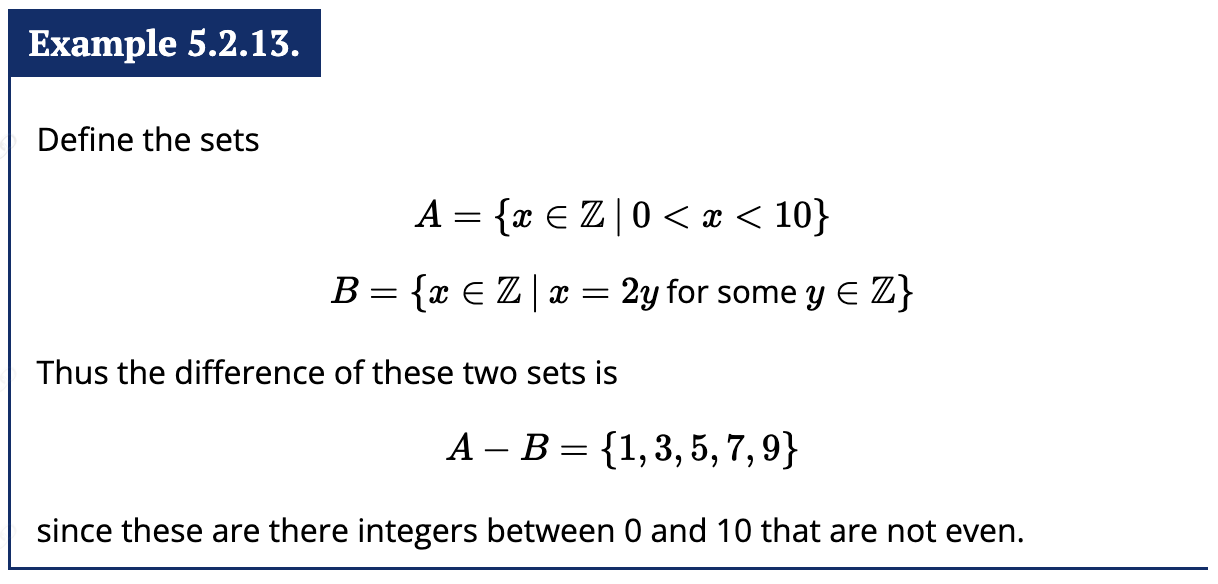 Example 5.2.13.
Define the sets
A = {x ∈ ℤ | 0 < x < 10}
B = {x ∈ ℤ | x = 2y for some y ∈ ℤ}
Thus the difference of these two sets is
A − B = {1, 3, 5, 7, 9}
since these are there integers between 0 and 10 that are not even.